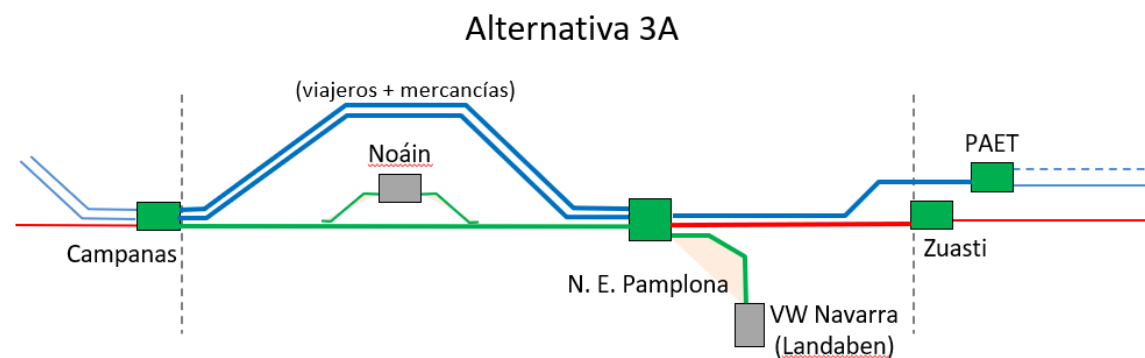 Alternativa 3A
(viajeros + mercancías)
Noáin
PAET
Campanas
Zuasti
N. E. Pamplona
VW Navarra
(Landaben)